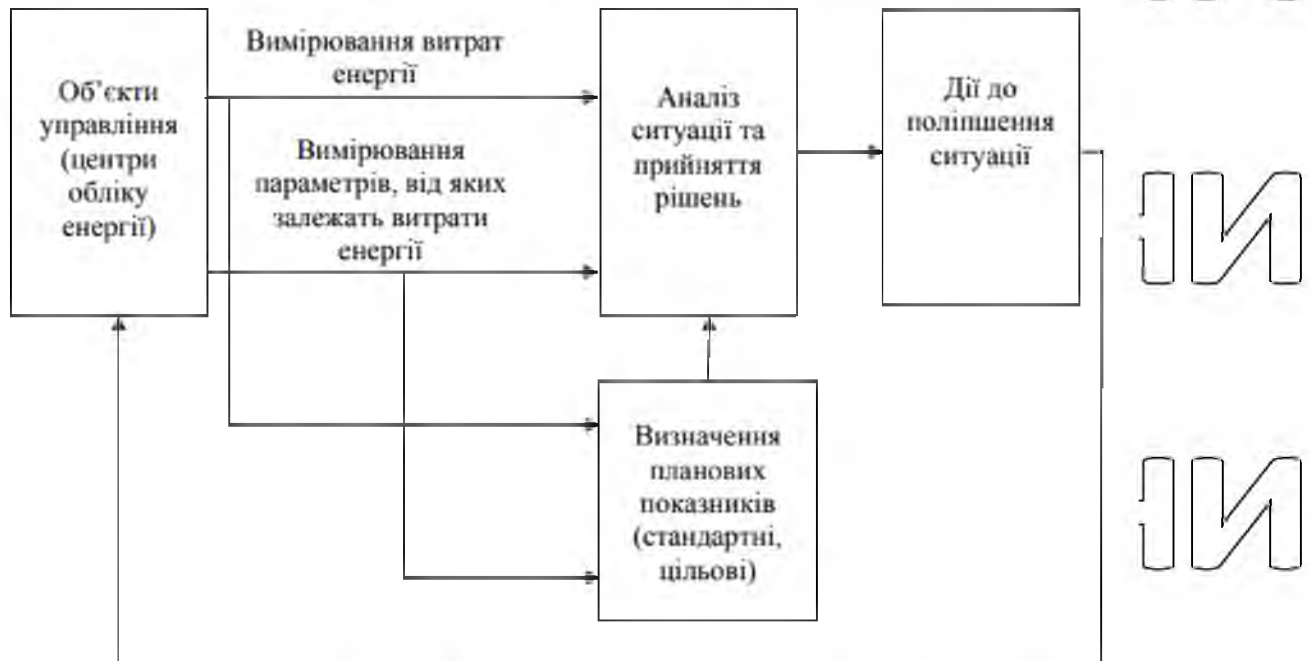 Об’єкти
управління
(центри
обліку
енергії)
Вимірювання витрат
енергії
Вимірювання
параметрів, від яких
залежать витрати
енергії
Аналіз
ситуації та
прийняття
рішень
Дії до
поліпшення
ситуації
Визначення
планових
показників
(стандартні,
цільові)
И
И